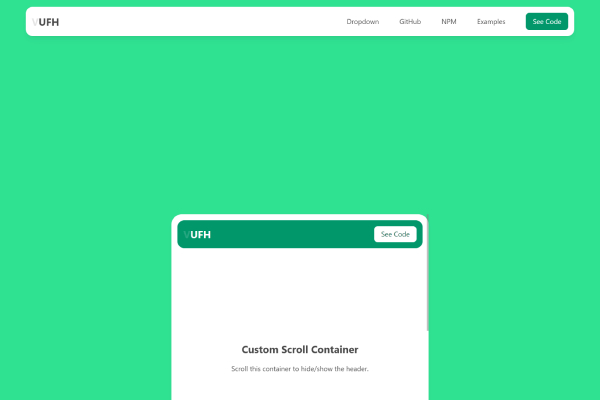 VUFH
Dropdown
GitHub
NPM
Examples
See Code
VUFH
See Code
Custom Scroll Container
Scroll this container to hide/show the header.